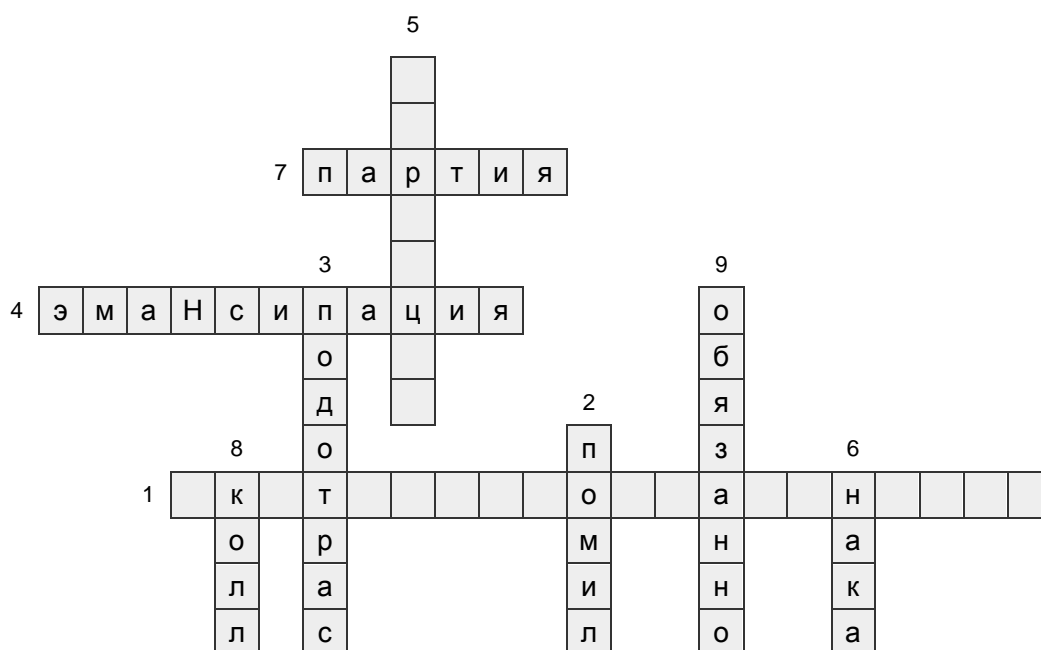 5
7 партия
3 9
4 эмаНсипация о
о б
д 2 я
8 о п з 6
1 к т о а н
о р м н а
л а и н к
л с л о а